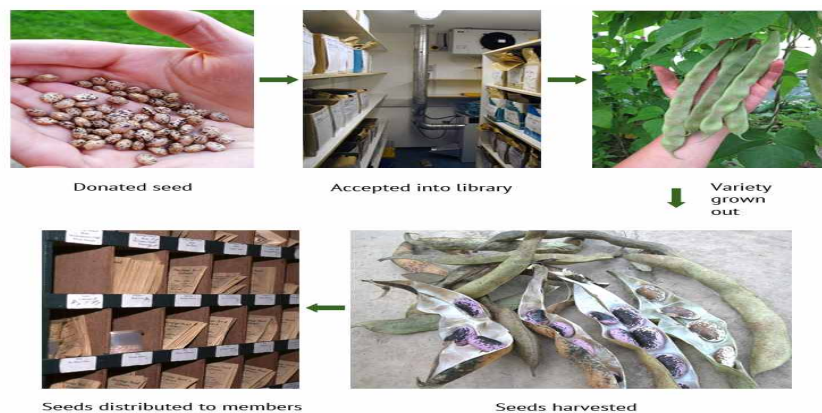 Donated seed
Accepted into library
Variety
grown
out
Seeds distributed to members
Seeds harvested